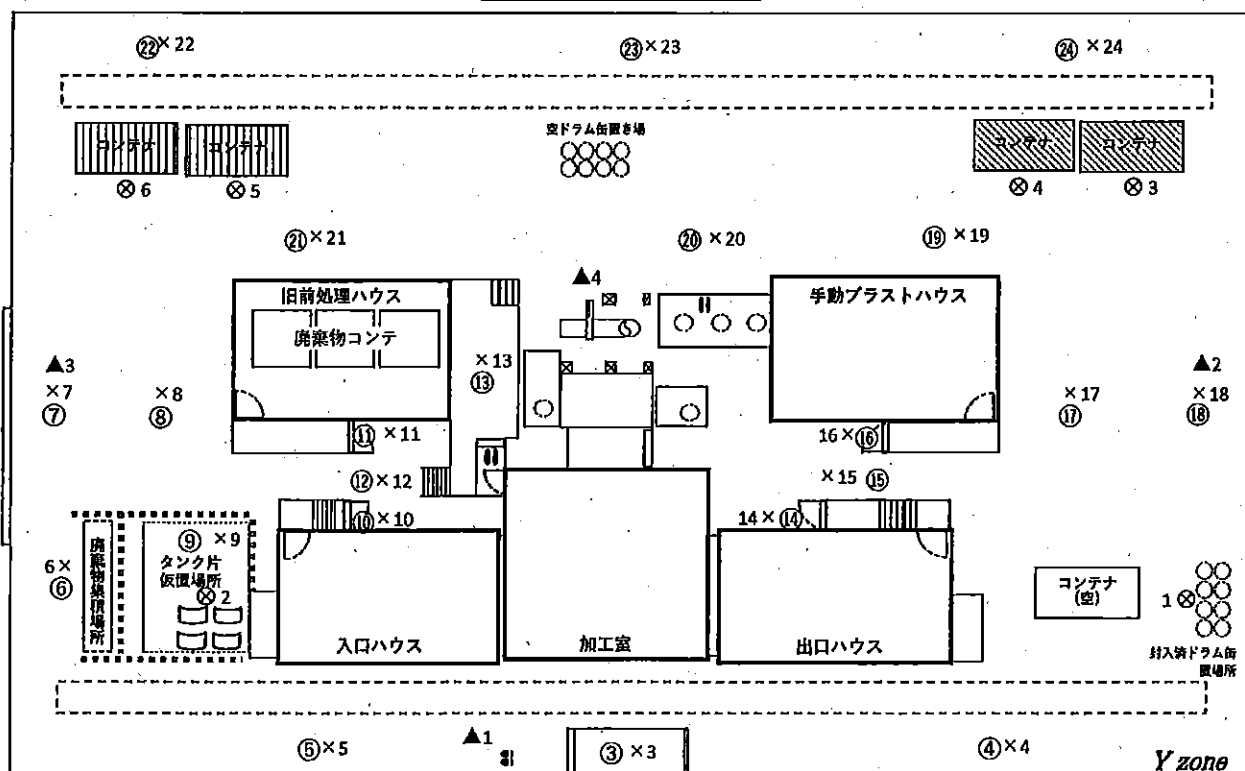 ㉒×22
㉓×23
㉔×24
空ドラム缶置き場
コンテナ
コンテナ
コンテナ
コンテナ
⊗6
⊗5
⊗4
⊗3
㉑×21
⑳×20
⑲×19
▲4
旧前処理ハウス
手動ブラストハウス
廃棄物コンテ
×13
⑬
▲3
×7
⑦
×8
⑧
×17
⑰
▲2
×18
⑱
⑪×11
16×⑯
⑫×12
×15 ⑮
⑩×10
14×⑭
⑨ ×9
タンク片
仮置場所
⊗2
6×
⑥
廃棄物集積場所
コンテナ
(空)
1⊗
入口ハウス
加工室
出口ハウス
封入済ドラム缶
置場所
⑤×5
▲1
③×3
④×4
Y zone